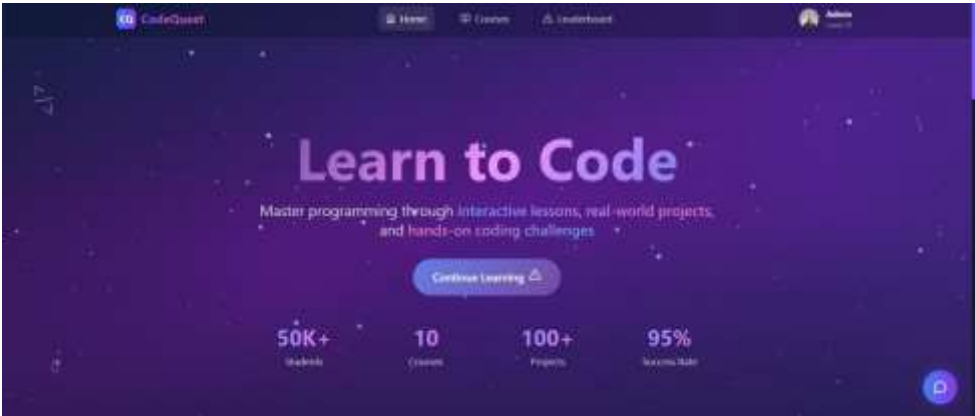 CQ CodeQuest
Home
Courses
Leaderboard
Admin
Learn to Code
Master programming through interactive lessons, real-world projects,
and hands-on coding challenges
Continue Learning
50K+ 10 100+ 95%
Students Courses Projects Success Rate